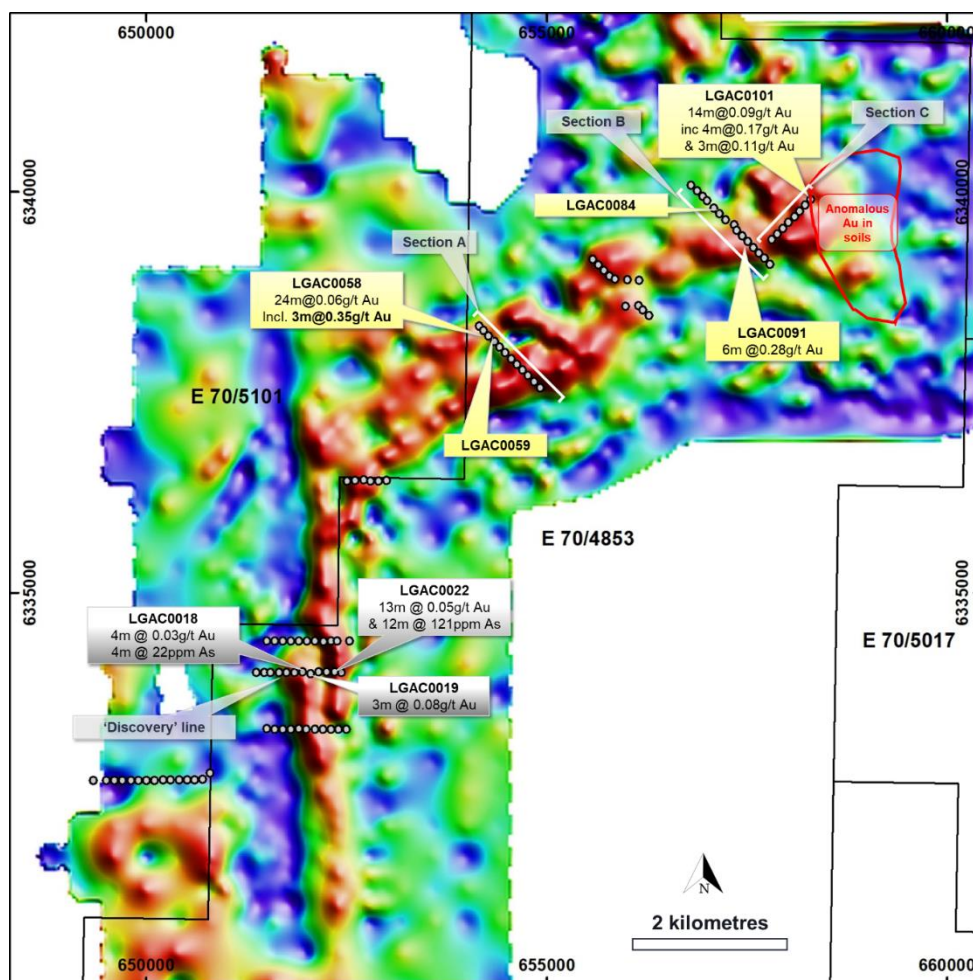 650000
655000
660000
LGAC0101
14m@0.09g/t Au
inc 4m@0.17g/t Au
& 3m@0.11g/t Au
Section B
Section C
6340000
6340000
LGAC0084
Anomalous
Au in
soils
Section A
LGAC0058
24m@0.06g/t Au
Incl. 3m@0.35g/t Au
LGAC0091
6m @0.28g/t Au
E 70/5101
LGAC0059
E 70/4853
6335000
6335000
LGAC0018
4m @ 0.03g/t Au
4m @ 22ppm As
LGAC0022
13m @ 0.05g/t Au
& 12m @ 121ppm As
E 70/5017
LGAC0019
3m @ 0.08g/t Au
'Discovery' line
N
2 kilometres
650000
655000
660000